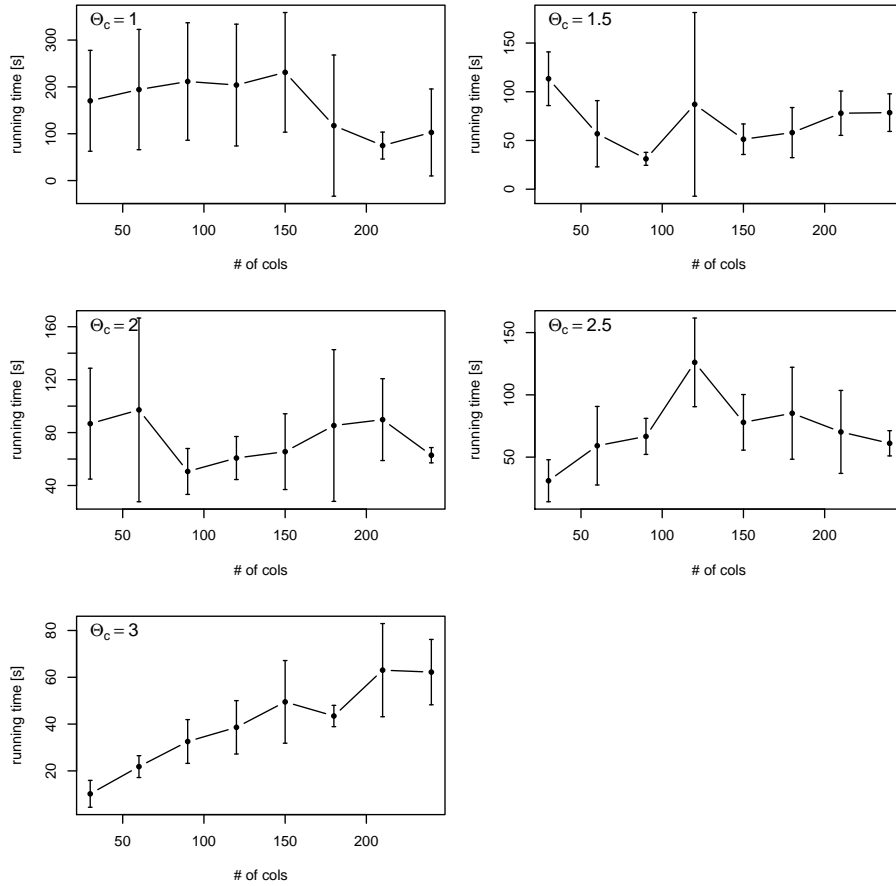 Θc = 1
running time [s]
0 100 200 300
50 100 150 200
# of cols
Θc = 1.5
running time [s]
0 50 100 150
50 100 150 200
# of cols
Θc = 2
running time [s]
40 80 120 160
50 100 150 200
# of cols
Θc = 2.5
running time [s]
50 100 150
50 100 150 200
# of cols
Θc = 3
running time [s]
20 40 60 80
50 100 150 200
# of cols